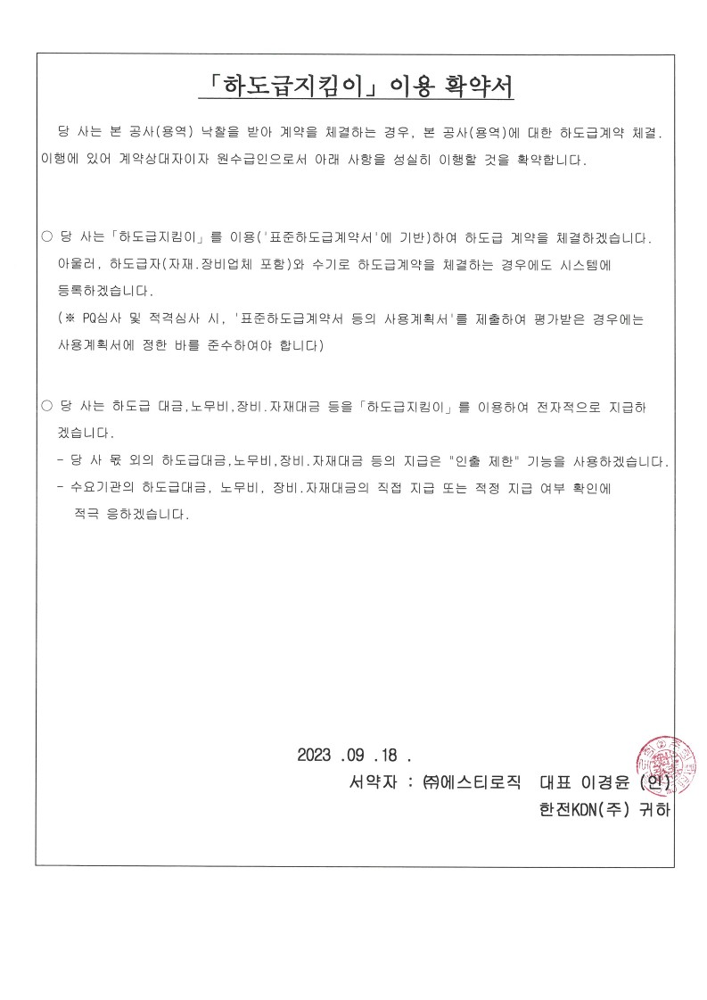 「하도급지킴이」이용 확약서
당 사는 본 공사(용역) 낙찰을 받아 계약을 체결하는 경우, 본 공사(용역)에 대한 하도급계약 체결.
이행에 있어 계약상대자이자 원수급인으로서 아래 사항을 성실히 이행할 것을 확약합니다.
○ 당 사는「하도급지킴이」를 이용('표준하도급계약서'에 기반)하여 하도급 계약을 체결하겠습니다.
아울러, 하도급자(자재.장비업체 포함)와 수기로 하도급계약을 체결하는 경우에도 시스템에
등록하겠습니다.
(※ PQ심사 및 적격심사 시, '표준하도급계약서 등의 사용계획서'를 제출하여 평가받은 경우에는
사용계획서에 정한 바를 준수하여야 합니다)
○ 당 사는 하도급 대금,노무비,장비.자재대금 등을「하도급지킴이」를 이용하여 전자적으로 지급하
겠습니다.
- 당 사 몫 외의 하도급대금,노무비,장비.자재대금 등의 지급은 "인출 제한" 기능을 사용하겠습니다.
- 수요기관의 하도급대금, 노무비, 장비.자재대금의 직접 지급 또는 적정 지급 여부 확인에
적극 응하겠습니다.
2023 .09 .18 .
서약자 : ㈜에스티로직 대표 이경윤 (인)
한전KDN(주) 귀하